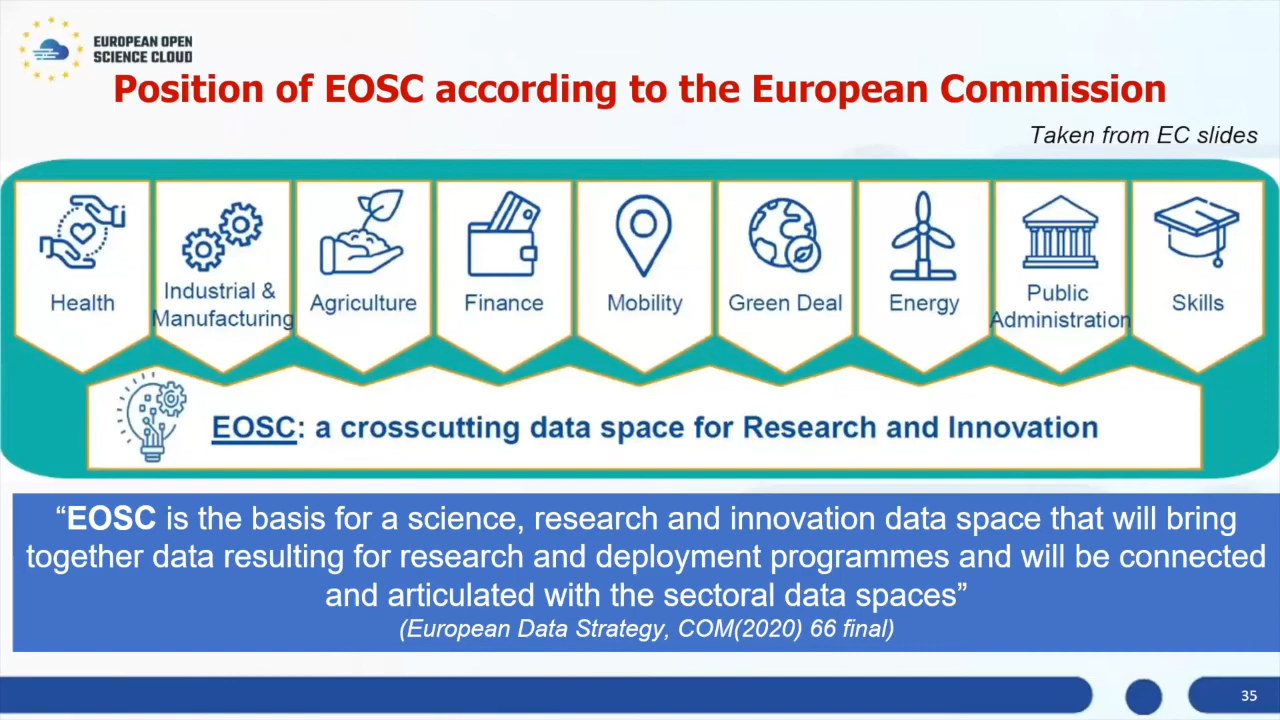 EUROPEAN OPEN
SCIENCE CLOUD
Position of EOSC according to the European Commission
Taken from EC slides
Health
Industrial &
Manufacturing
Agriculture
Finance
Mobility
Green Deal
Energy
Public
Administration
Skills
EOSC: a crosscutting data space for Research and Innovation
“EOSC is the basis for a science, research and innovation data space that will bring
together data resulting for research and deployment programmes and will be connected
and articulated with the sectoral data spaces”
(European Data Strategy, COM(2020) 66 final)
35